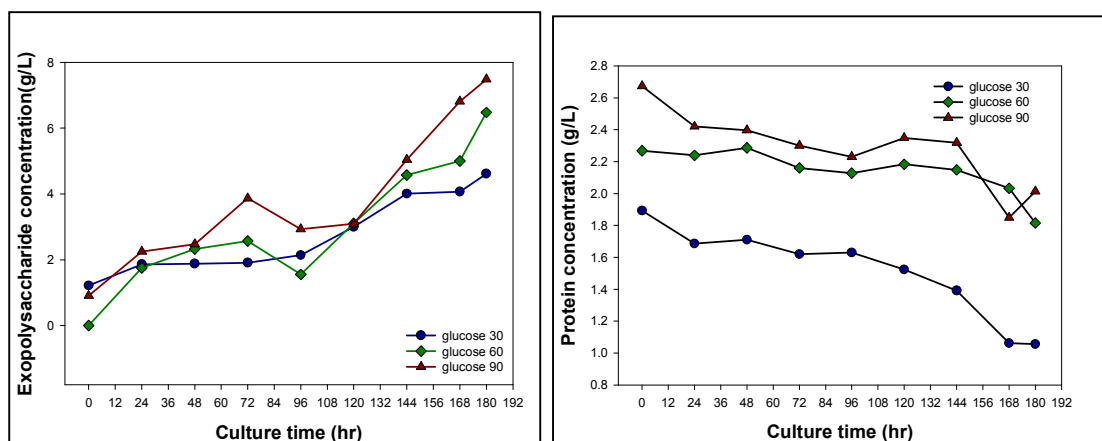 Exopolysaccharide concentration(g/L)
8
6
4
2
0
glucose 30
glucose 60
glucose 90
0 12 24 36 48 60 72 84 96 108 120 132 144 156 168 180 192
Culture time (hr)
Protein concentration (g/L)
2.8
2.6
2.4
2.2
2.0
1.8
1.6
1.4
1.2
1.0
0.8
glucose 30
glucose 60
glucose 90
0 12 24 36 48 60 72 84 96 108 120 132 144 156 168 180 192
Culture time (hr)